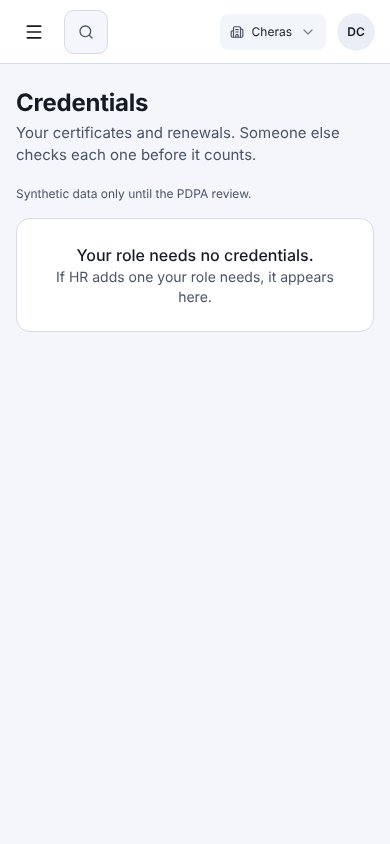 Cheras
DC
Credentials
Your certificates and renewals. Someone else
checks each one before it counts.
Synthetic data only until the PDPA review.
Your role needs no credentials.
If HR adds one your role needs, it appears
here.